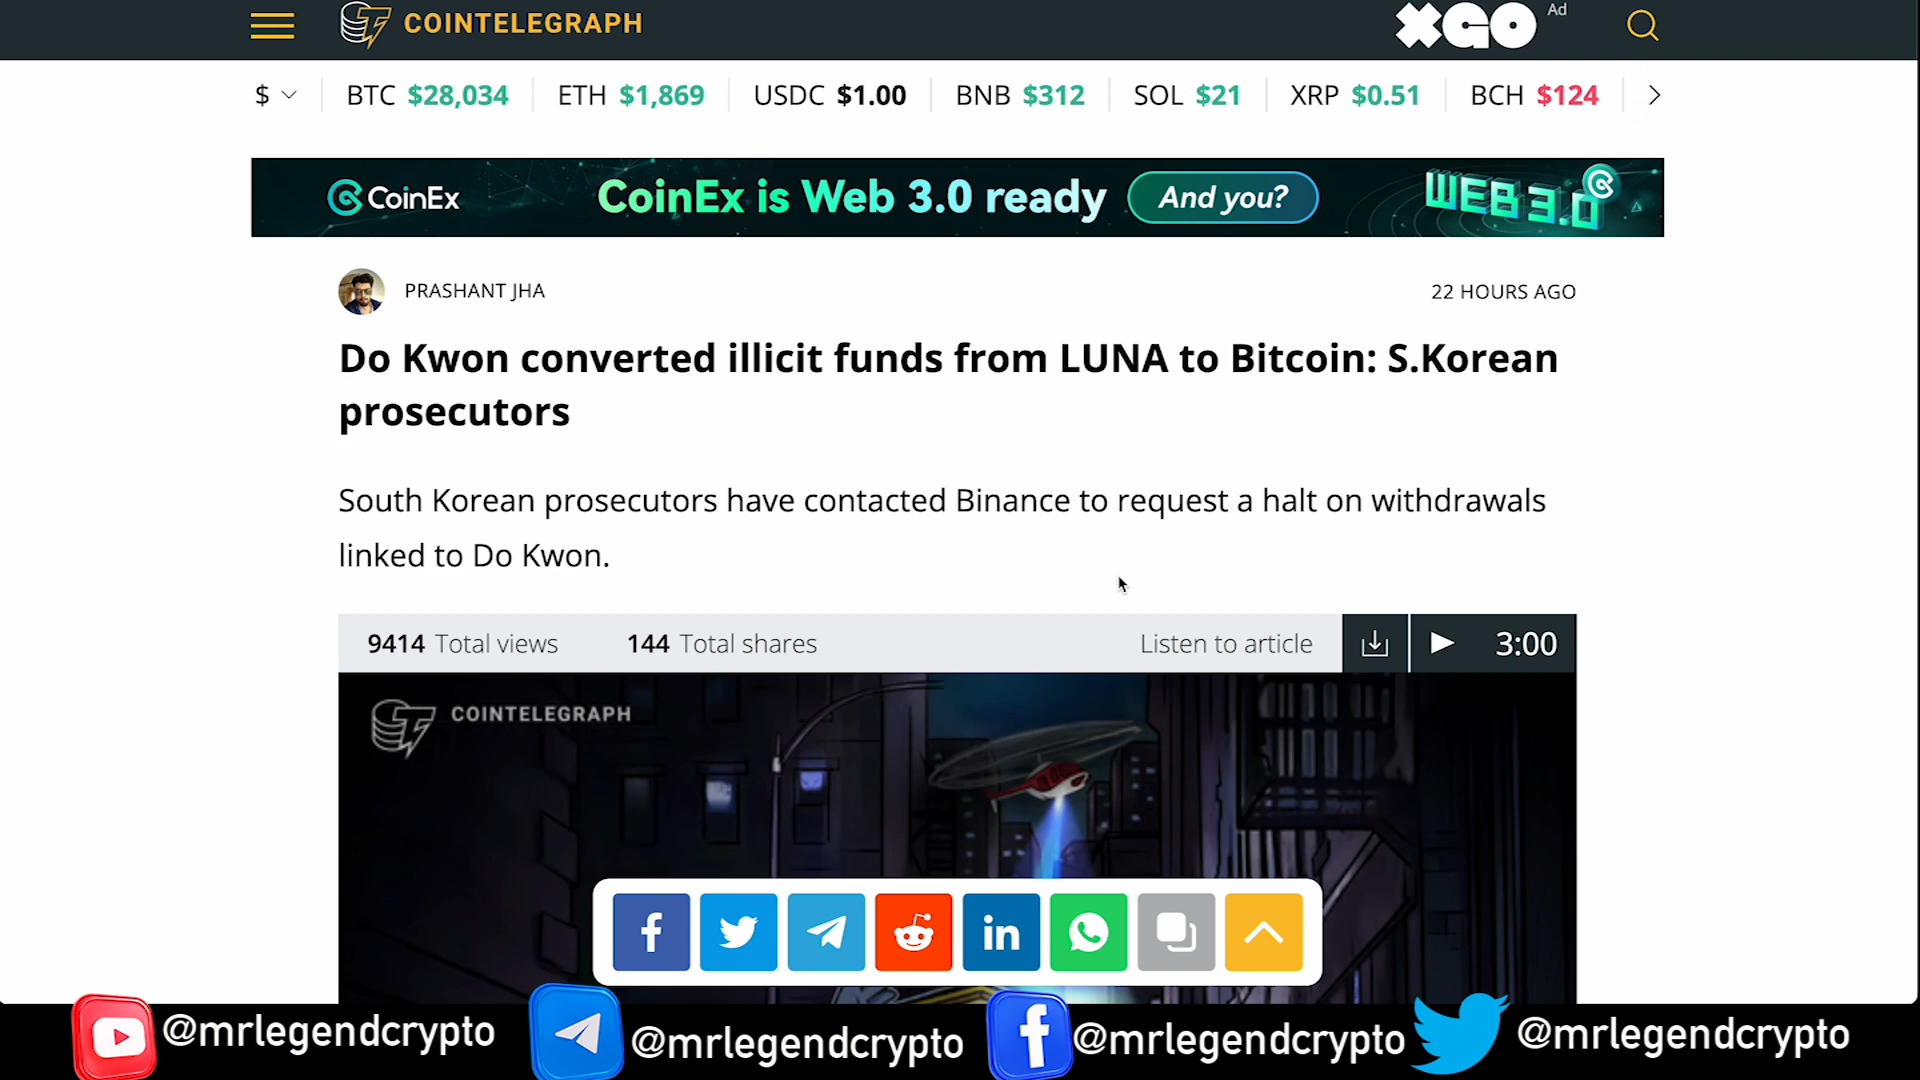 COINTELEGRAPH
XGO
Ad
$ BTC $28,034 ETH $1,869 USDC $1.00 BNB $312 SOL $21 XRP $0.51 BCH $124
CoinEx CoinEx is Web 3.0 ready And you? WEB 3.0
PRASHANT JHA
22 HOURS AGO
Do Kwon converted illicit funds from LUNA to Bitcoin: S.Korean
prosecutors
South Korean prosecutors have contacted Binance to request a halt on withdrawals
linked to Do Kwon.
9414 Total views 144 Total shares Listen to article 3:00
COINTELEGRAPH
@mrlegendcrypto @mrlegendcrypto @mrlegendcrypto @mrlegendcrypto